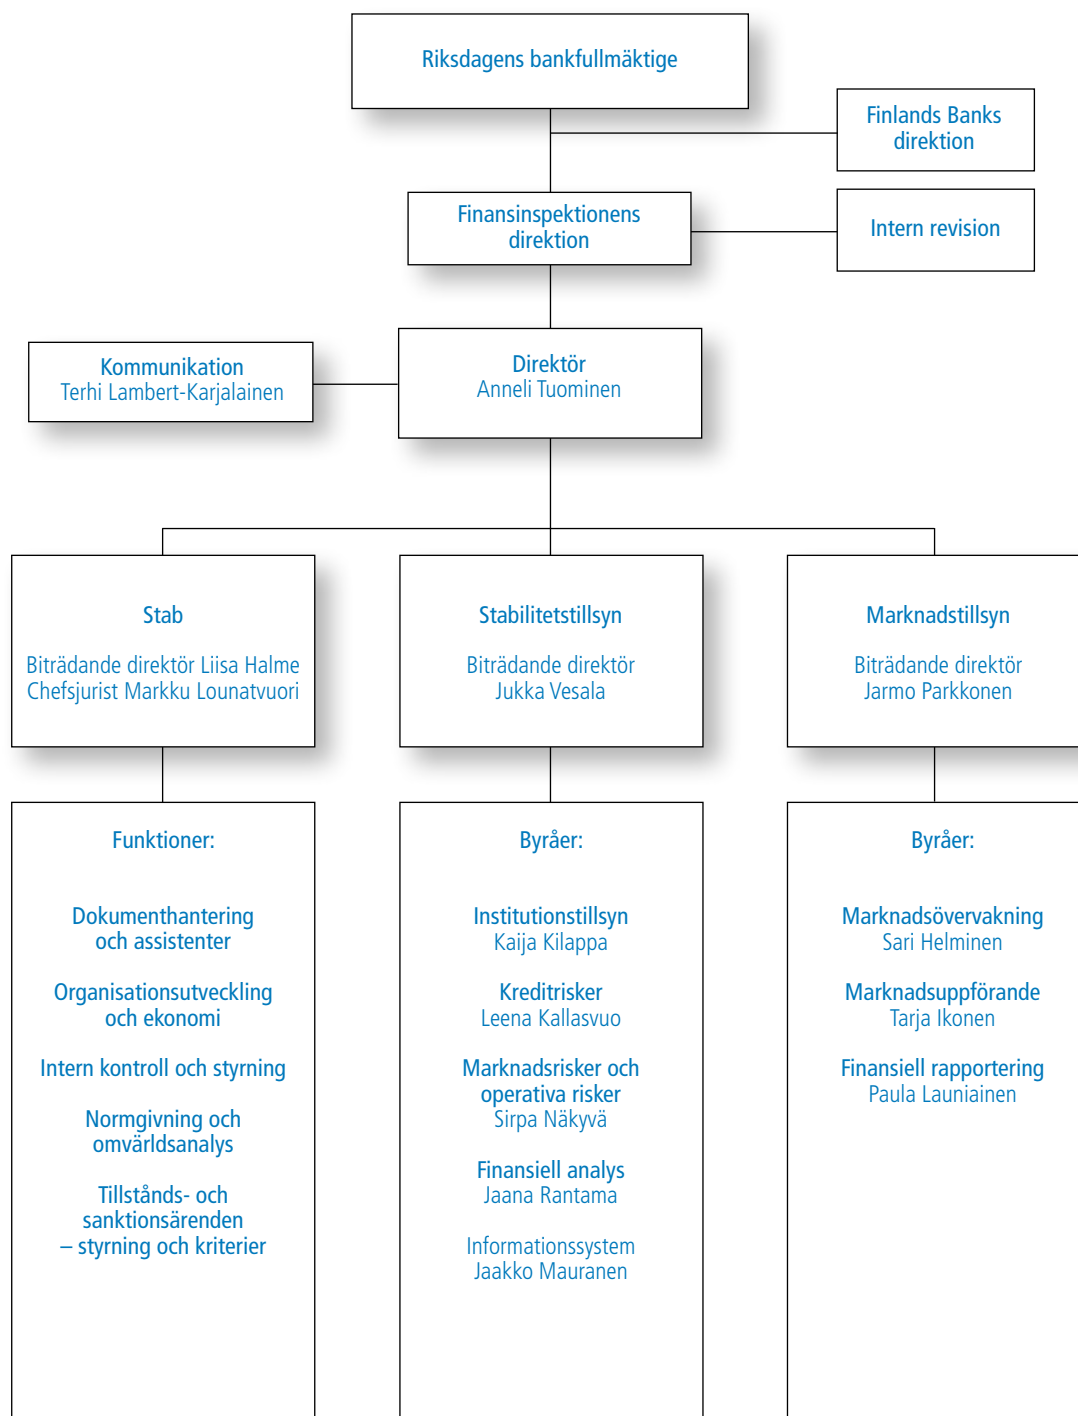 Riksdagens bankfullmäktige
Finlands Banks
direktion
Finansinspektionens
direktion
Intern revision
Kommunikation
Terhi Lambert-Karjalainen
Direktör
Anneli Tuominen
Stab
Biträdande direktör Liisa Halme
Chefsjurist Markku Lounatvuori
Stabilitetstillsyn
Biträdande direktör
Jukka Vesala
Marknadstillsyn
Biträdande direktör
Jarmo Parkkonen
Funktioner:
Dokumenthantering
och assistenter
Organisationsutveckling
och ekonomi
Intern kontroll och styrning
Normgivning och
omvärldsanalys
Tillstånds- och
sanktionsärenden
– styrning och kriterier
Byråer:
Institutionstillsyn
Kaija Kilappa
Kreditrisker
Leena Kallasvuo
Marknadsrisker och
operativa risker
Sirpa Näkyvä
Finansiell analys
Jaana Rantama
Informationssystem
Jaakko Mauranen
Byråer:
Marknadsövervakning
Sari Helminen
Marknadsuppförande
Tarja Ikonen
Finansiell rapportering
Paula Launiainen